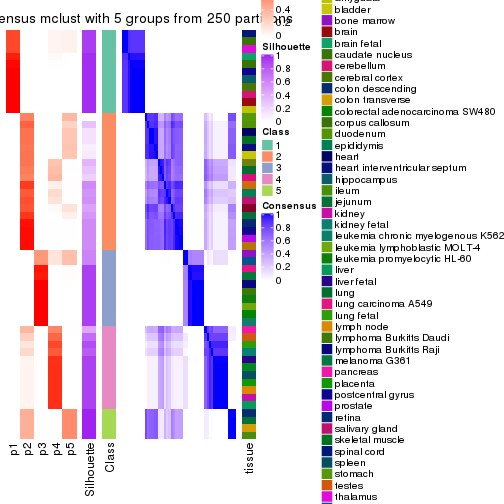 ensus mclust with 5 groups from 250 partitions
0.4
0.2
0
Silhouette
1
0.8
0.6
0.4
0.2
0
Class
1
2
3
4
5
Consensus
1
0.8
0.6
0.4
0.2
0
bladder
bone marrow
brain
brain fetal
caudate nucleus
cerebellum
cerebral cortex
colon descending
colon transverse
colorectal adenocarcinoma SW480
corpus callosum
duodenum
epididymis
heart
heart interventricular septum
hippocampus
ileum
jejunum
kidney
kidney fetal
leukemia chronic myelogenous K562
leukemia lymphoblastic MOLT-4
leukemia promyelocytic HL-60
liver
liver fetal
lung
lung carcinoma A549
lung fetal
lymph node
lymphoma Burkitts Daudi
lymphoma Burkitts Raji
melanoma G361
pancreas
placenta
postcentral gyrus
prostate
retina
salivary gland
skeletal muscle
spinal cord
spleen
stomach
testes
thalamus
p1
p2
p3
p4
p5
Silhouette
Class
tissue